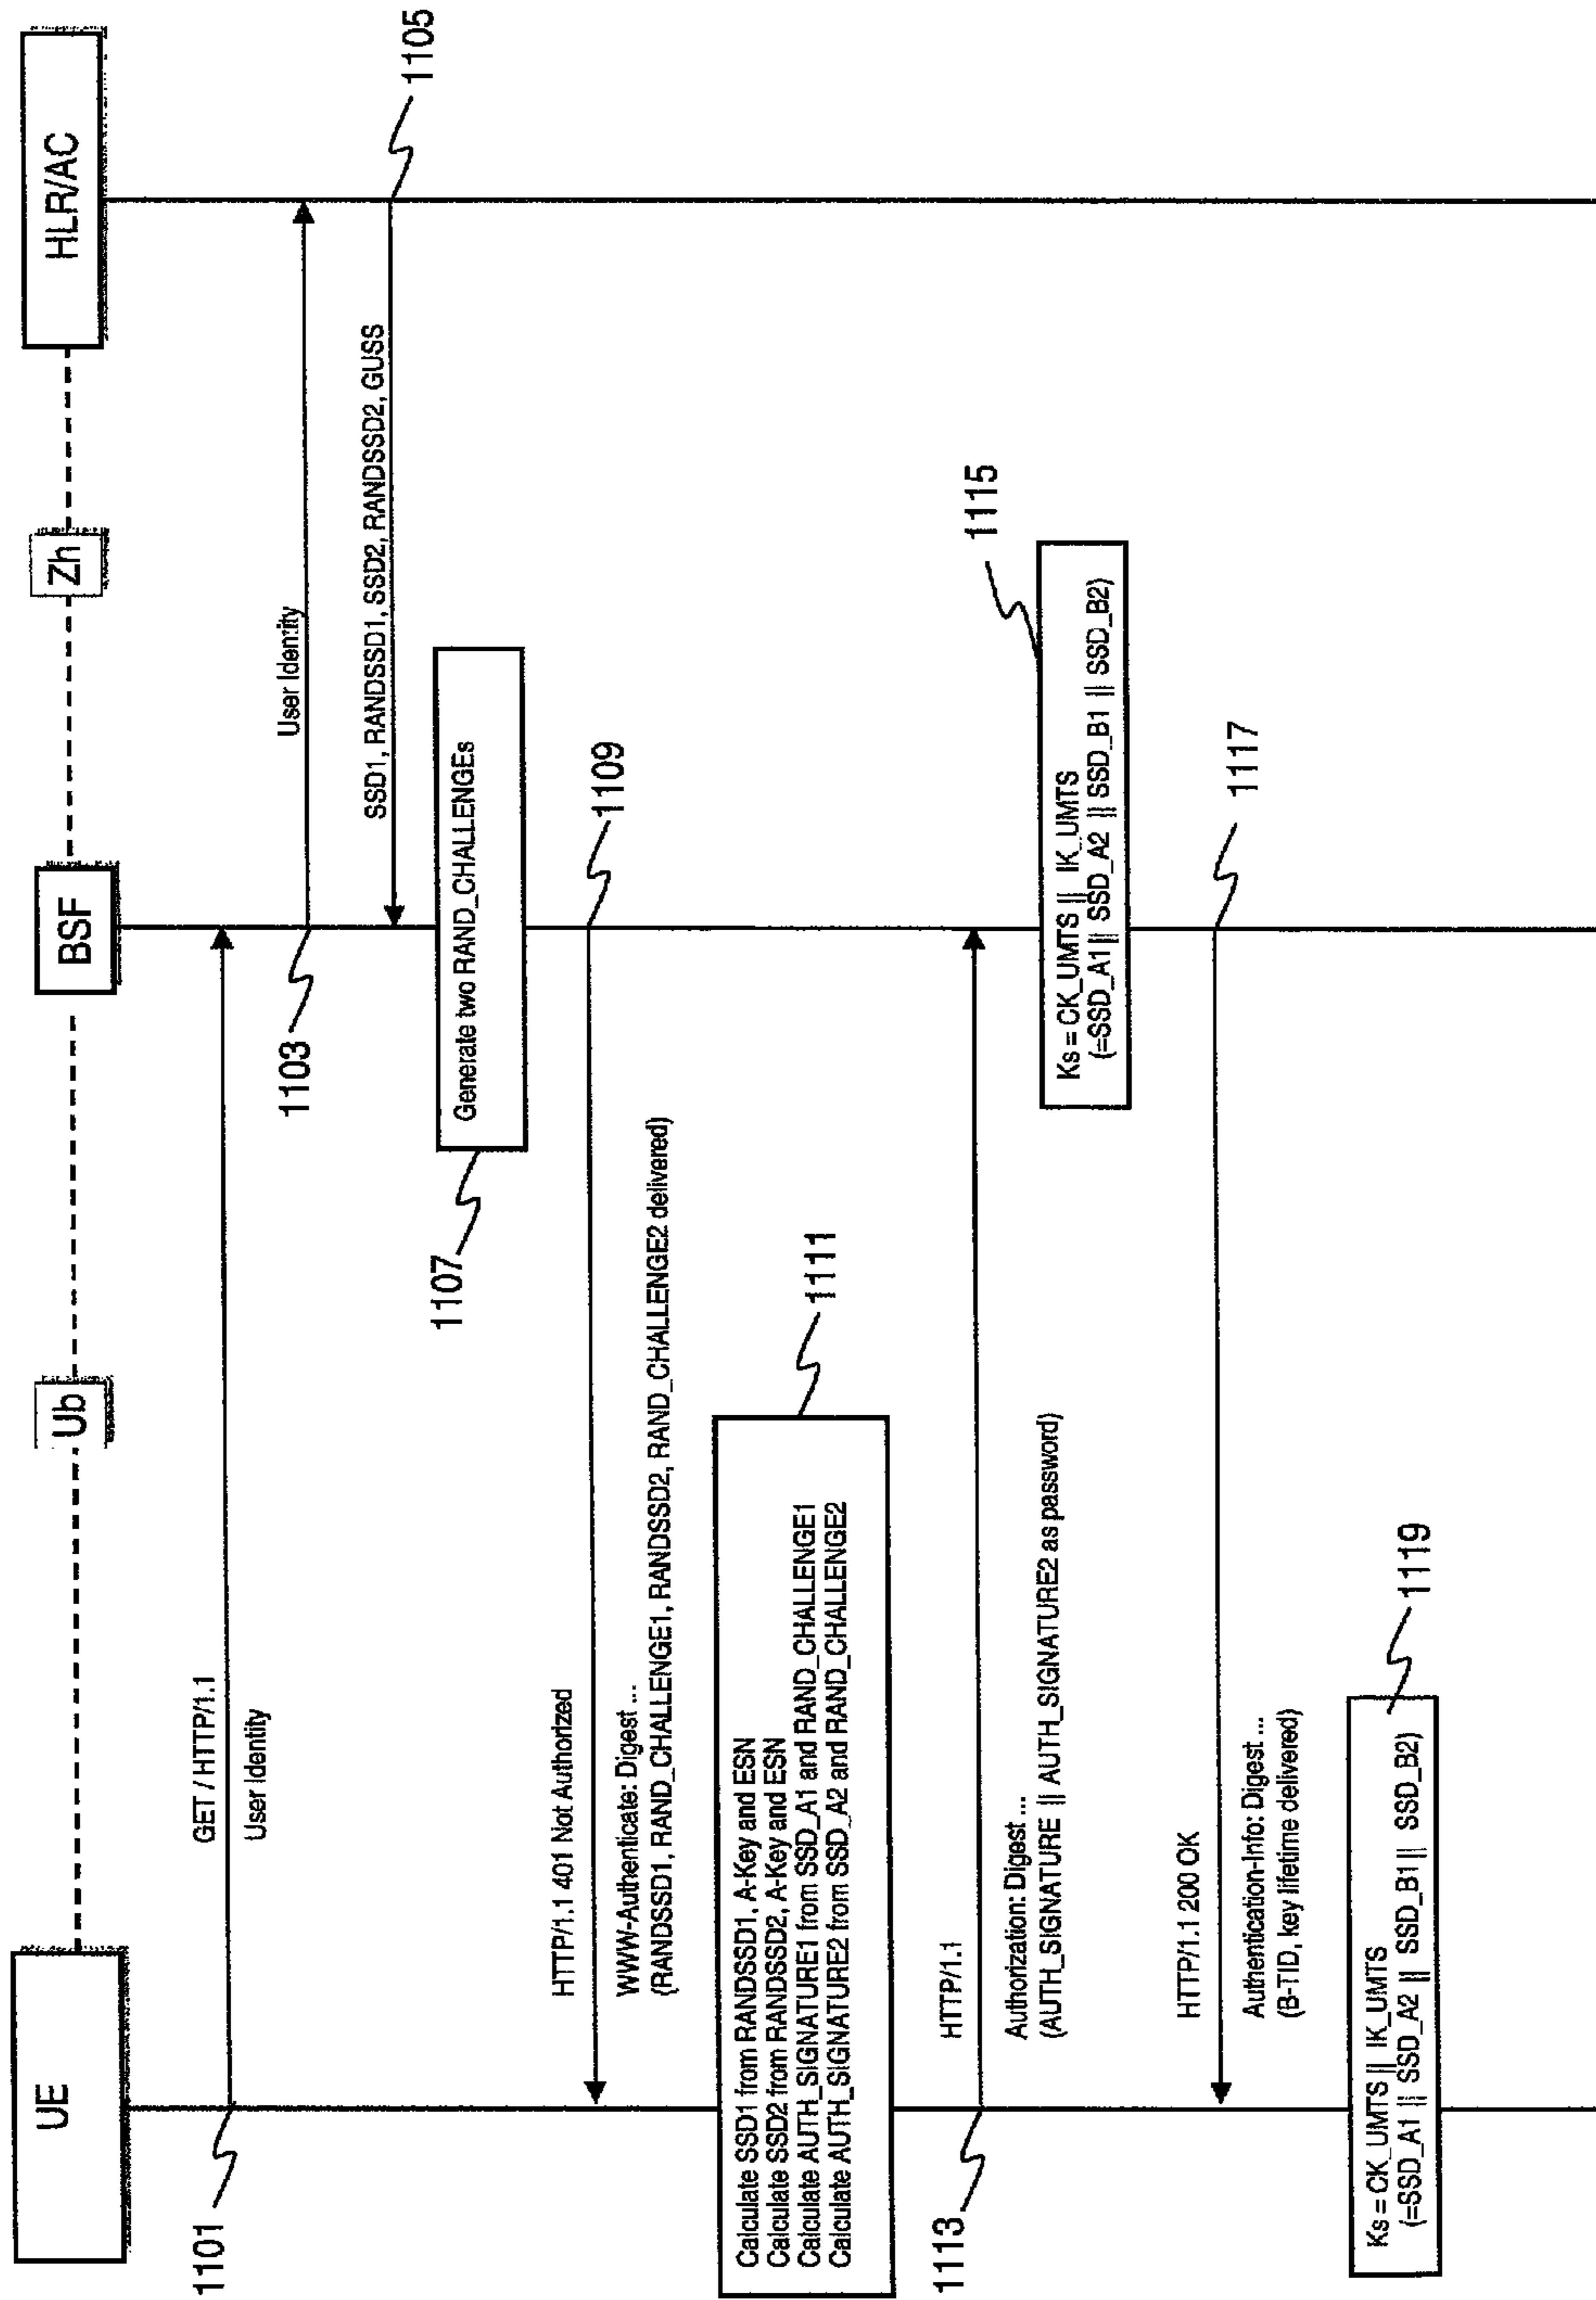 UE
Ub
BSF
Zh
HLR/AC
1101
GET / HTTP/1.1
User Identity
1103
User Identity
1105
SSD1, RANDSSD1, SSD2, RANDSSD2, GUSS
1107
Generate two RAND_CHALLENGEs
1109
HTTP/1.1 401 Not Authorized
WWW-Authenticate: Digest ...
(RANDSSD1, RAND_CHALLENGE1, RANDSSD2, RAND_CHALLENGE2 delivered)
1111
Calculate SSD1 from RANDSSD1, A-Key and ESN
Calculate SSD2 from RANDSSD2, A-Key and ESN
Calculate AUTH_SIGNATURE1 from SSD_A1 and RAND_CHALLENGE1
Calculate AUTH_SIGNATURE2 from SSD_A2 and RAND_CHALLENGE2
1113
HTTP/1.1
Authorization: Digest ...
(AUTH_SIGNATURE || AUTH_SIGNATURE2 as password)
1115
Ks = CK_UMTS || IK_UMTS
(=SSD_A1|| SSD_A2 || SSD_B1 || SSD_B2)
1117
HTTP/1.1 200 OK
Authentication-Info: Digest ...
(B-TID, key lifetime delivered)
1119
Ks = CK_UMTS || IK_UMTS
(=SSD_A1 || SSD_A2 || SSD_B1 || SSD_B2)